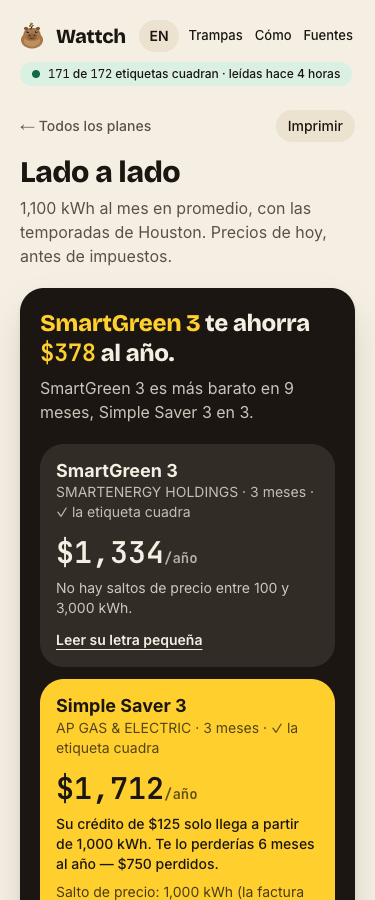 Wattch EN Trampas Cómo Fuentes
171 de 172 etiquetas cuadran · leídas hace 4 horas
← Todos los planes Imprimir
Lado a lado
1,100 kWh al mes en promedio, con las
temporadas de Houston. Precios de hoy,
antes de impuestos.
SmartGreen 3 te ahorra
$378 al año.
SmartGreen 3 es más barato en 9
meses, Simple Saver 3 en 3.
SmartGreen 3
SMARTENERGY HOLDINGS · 3 meses ·
✓ la etiqueta cuadra
$1,334/año
No hay saltos de precio entre 100 y
3,000 kWh.
Leer su letra pequeña
Simple Saver 3
AP GAS & ELECTRIC · 3 meses · ✓ la
etiqueta cuadra
$1,712/año
Su crédito de $125 solo llega a partir
de 1,000 kWh. Te lo perderías 6 meses
al año — $750 perdidos.
Salto de precio: 1,000 kWh (la factura